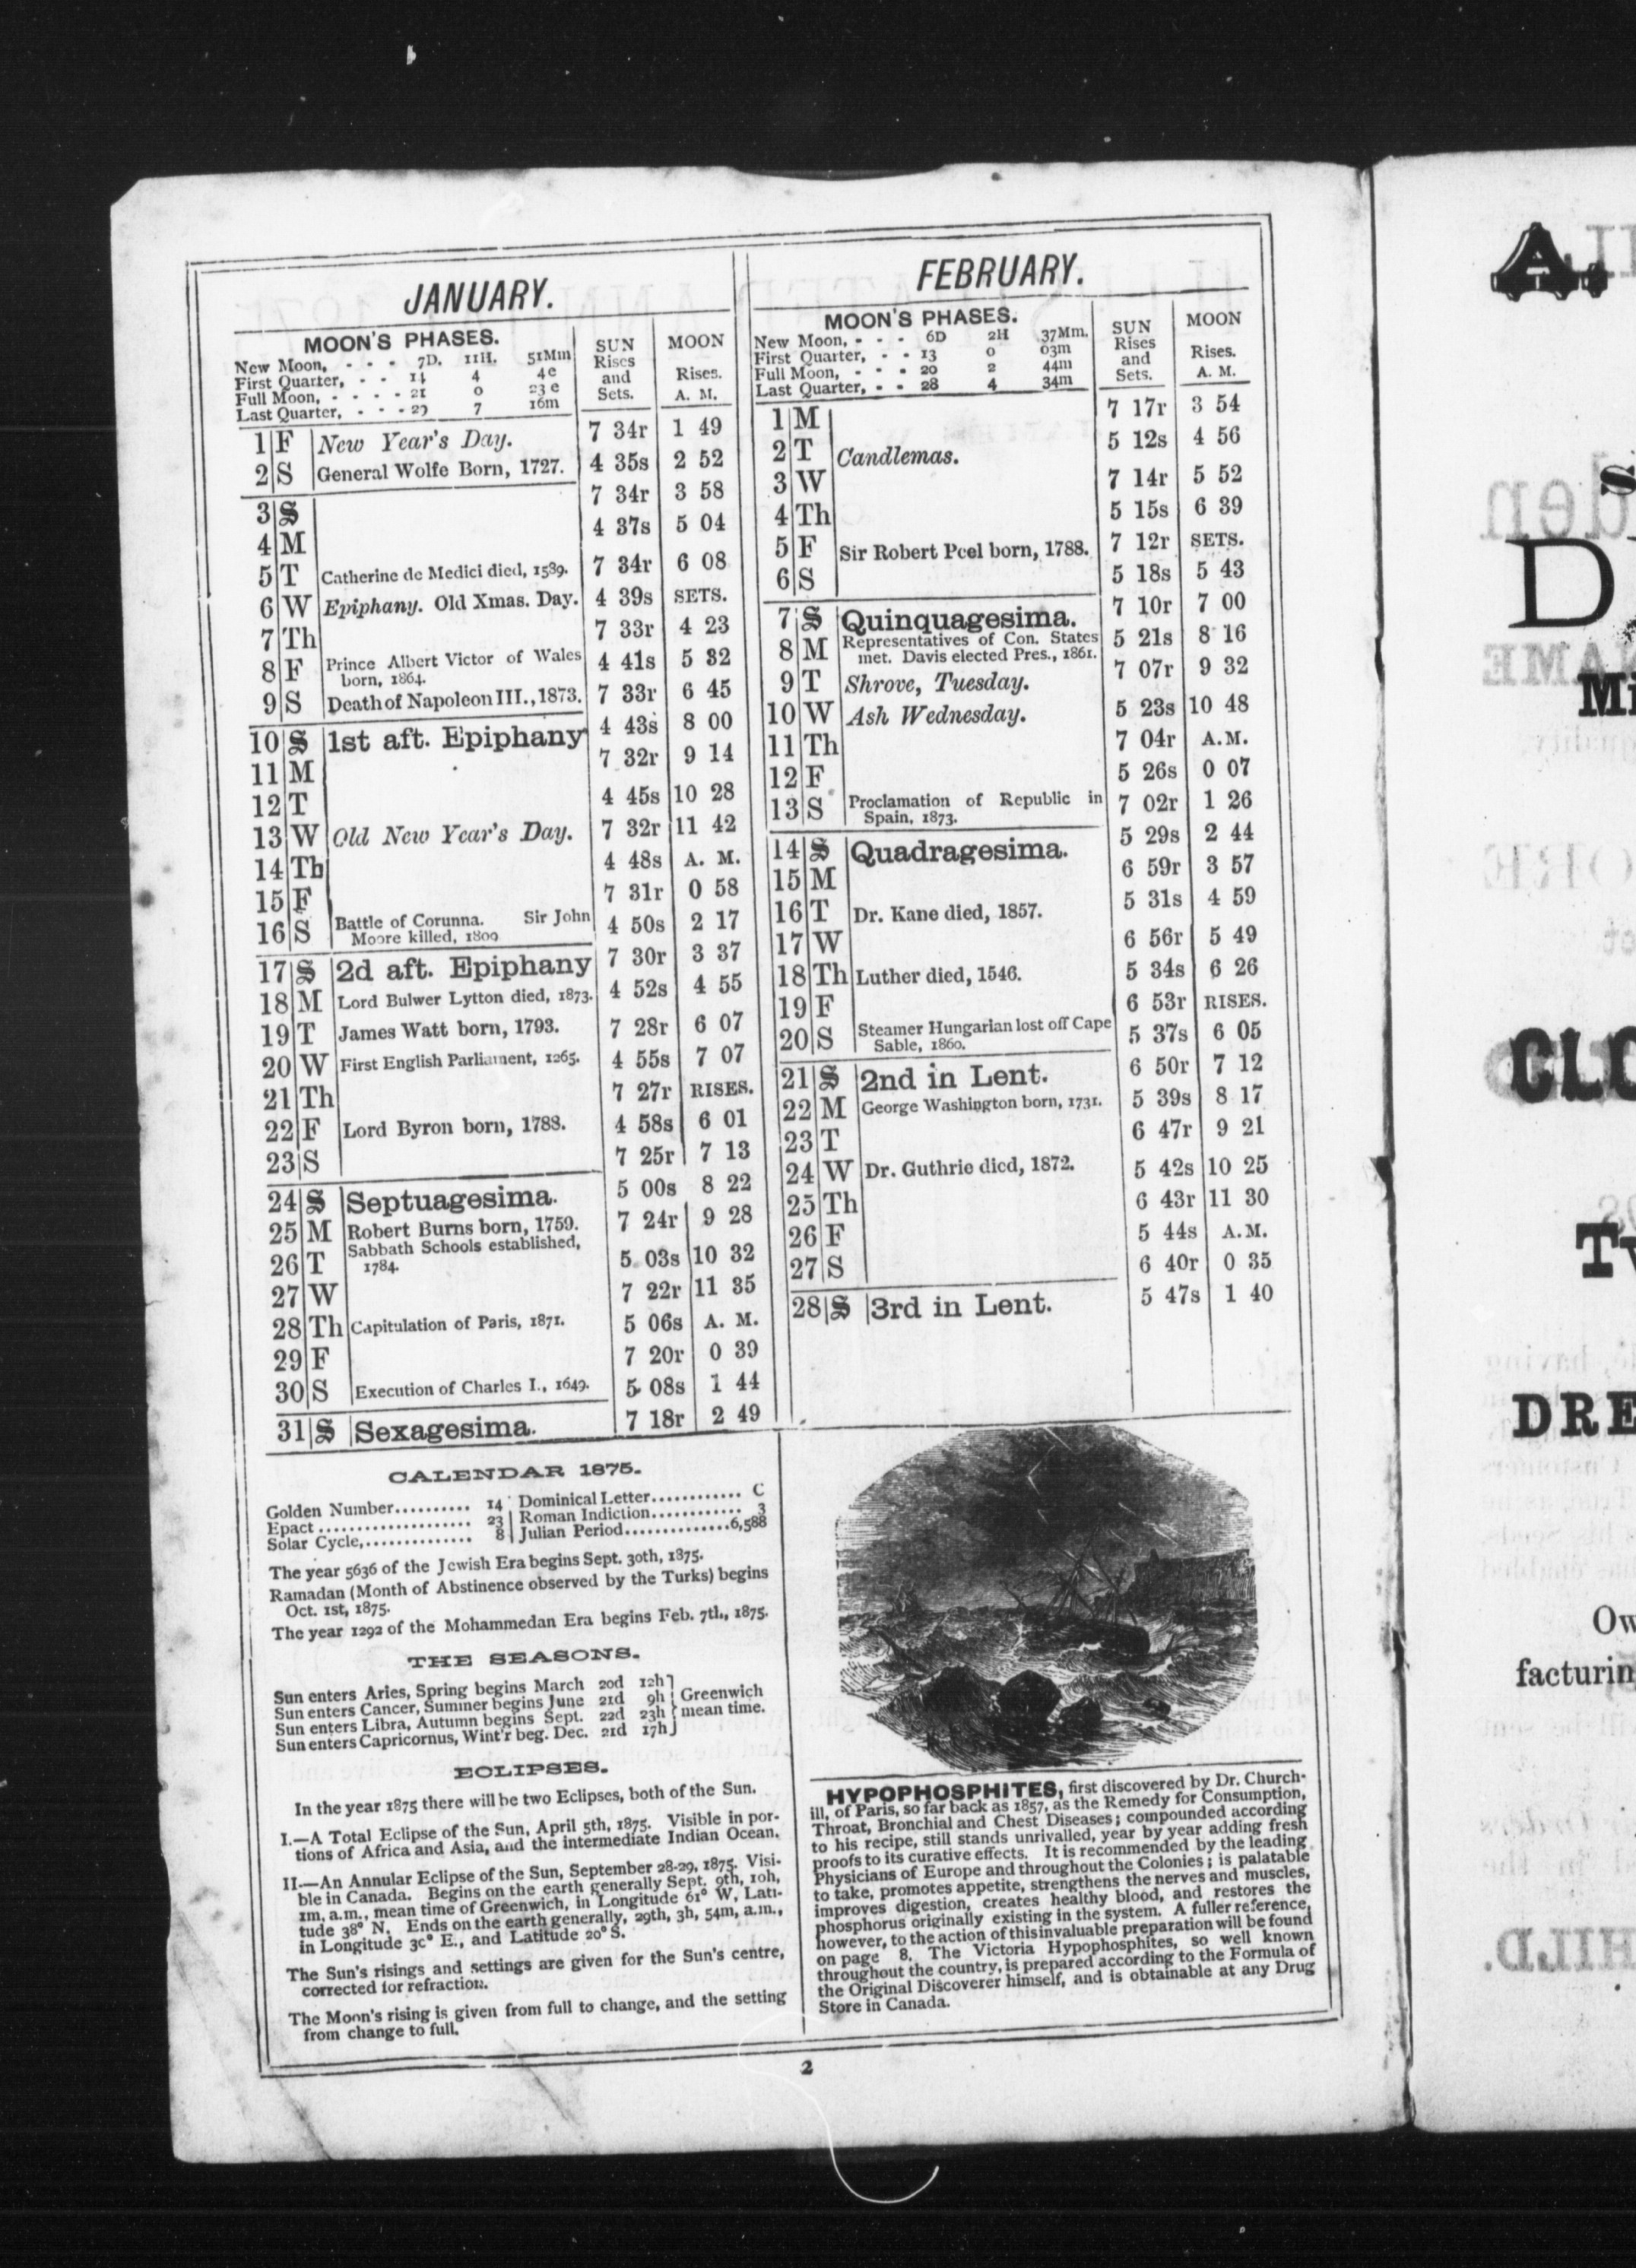 JANUARY.
MOON'S PHASES.
New Moon, - - - 7D. 11H. 51Mm
First Quarter, - - 14 4 4e
Full Moon, - - - - 21 0 23 e
Last Quarter, - - - 29 7 16m
SUN
Rises
and
Sets.
MOON
Rises.
A. M.
1 F New Year's Day. 7 34r 1 49
2 S General Wolfe Born, 1727. 4 35s 2 52
3 S 7 34r 3 58
4 M 4 37s 5 04
5 T Catherine de Medici died, 1589. 7 34r 6 08
6 W Epiphany. Old Xmas. Day. 4 39s SETS.
7 Th 7 33r 4 23
8 F Prince Albert Victor of Wales 4 41s 5 32
born, 1864.
9 S Death of Napoleon III., 1873. 7 33r 6 45
10 S 1st aft. Epiphany 4 43s 8 00
11 M 7 32r 9 14
12 T 4 45s 10 28
13 W Old New Year's Day. 7 32r 11 42
14 Th 4 48s A. M.
15 F 7 31r 0 58
16 S Battle of Corunna. Sir John 4 50s 2 17
Moore killed, 1809
17 S 2d aft. Epiphany 7 30r 3 37
18 M Lord Bulwer Lytton died, 1873. 4 52s 4 55
19 T James Watt born, 1793. 7 28r 6 07
20 W First English Parliament, 1265. 4 55s 7 07
21 Th 7 27r RISES.
22 F Lord Byron born, 1788. 4 58s 6 01
23 S 7 25r 7 13
24 S Septuagesima. 5 00s 8 22
25 M Robert Burns born, 1759. 7 24r 9 28
26 T Sabbath Schools established, 5 03s 10 32
1784.
27 W 7 22r 11 35
28 Th Capitulation of Paris, 1871. 5 06s A. M.
29 F 7 20r 0 39
30 S Execution of Charles I., 1649. 5 08s 1 44
31 S Sexagesima. 7 18r 2 49
FEBRUARY.
MOON'S PHASES.
New Moon, - - - 6D 2H 37Mm.
First Quarter, - - 13 0 03m
Full Moon, - - - 20 2 44m
Last Quarter, - - 28 4 34m
SUN
Rises
and
Sets.
MOON
Rises.
A. M.
1 M 7 17r 3 54
2 T Candlemas. 5 12s 4 56
3 W 7 14r 5 52
4 Th 5 15s 6 39
5 F Sir Robert Peel born, 1788. 7 12r SETS.
6 S 5 18s 5 43
7 S Quinquagesima. 7 10r 7 00
8 M Representatives of Con. States 5 21s 8 16
met. Davis elected Pres., 1861.
9 T Shrove, Tuesday. 7 07r 9 32
10 W Ash Wednesday. 5 23s 10 48
11 Th 7 04r A.M.
12 F 5 26s 0 07
13 S Proclamation of Republic in 7 02r 1 26
Spain, 1873.
14 S Quadragesima. 5 29s 2 44
15 M 6 59r 3 57
16 T Dr. Kane died, 1857. 5 31s 4 59
17 W 6 56r 5 49
18 Th Luther died, 1546. 5 34s 6 26
19 F 6 53r RISES.
20 S Steamer Hungarian lost off Cape 5 37s 6 05
Sable, 1860.
21 S 2nd in Lent. 6 50r 7 12
22 M George Washington born, 1731. 5 39s 8 17
23 T 6 47r 9 21
24 W Dr. Guthrie died, 1872. 5 42s 10 25
25 Th 6 43r 11 30
26 F 5 44s A.M.
27 S 6 40r 0 35
28 S 3rd in Lent. 5 47s 1 40
CALENDAR 1875.
Golden Number.......... 14 Dominical Letter............ C
Epact ..................... 23 Roman Indiction............ 3
Solar Cycle,.............. 8 Julian Period..............6,588
The year 5636 of the Jewish Era begins Sept. 30th, 1875.
Ramadan (Month of Abstinence observed by the Turks) begins
Oct. 1st, 1875.
The year 1292 of the Mohammedan Era begins Feb. 7th, 1875.
THE SEASONS.
Sun enters Aries, Spring begins March 20d 12h
Sun enters Cancer, Summer begins June 21d 9h Greenwich
Sun enters Libra, Autumn begins Sept. 22d 23h mean time.
Sun enters Capricornus, Wint'r beg. Dec. 21d 17h
ECLIPSES.
In the year 1875 there will be two Eclipses, both of the Sun.
I.—A Total Eclipse of the Sun, April 5th, 1875. Visible in por-
tions of Africa and Asia, and the intermediate Indian Ocean.
II.—An Annular Eclipse of the Sun, September 28-29, 1875. Visi-
ble in Canada. Begins on the earth generally Sept. 9th, 10h,
1m, a.m., mean time of Greenwich, in Longitude 61° W, Lati-
tude 38° N. Ends on the earth generally, 29th, 3h, 54m, a.m.,
in Longitude 30° E., and Latitude 20° S.
The Sun's risings and settings are given for the Sun's centre,
corrected for refraction.
The Moon's rising is given from full to change, and the setting
from change to full.
HYPOPHOSPHITES, first discovered by Dr. Church-
ill, of Paris, so far back as 1857, as the Remedy for Consumption,
Throat, Bronchial and Chest Diseases; compounded according
to his recipe, still stands unrivalled, year by year adding fresh
proofs to its curative effects. It is recommended by the leading
Physicians of Europe and throughout the Colonies; is palatable
to take, promotes appetite, strengthens the nerves and muscles,
improves digestion, creates healthy blood, and restores the
phosphorus originally existing in the system. A fuller reference,
however, to the action of this invaluable preparation will be found
on page 8. The Victoria Hypophosphites, so well known
throughout the country, is prepared according to the Formula of
the Original Discoverer himself, and is obtainable at any Drug
Store in Canada.
2
A.
S
D
Mi
CLO
Tw
DRE
Ow
facturin